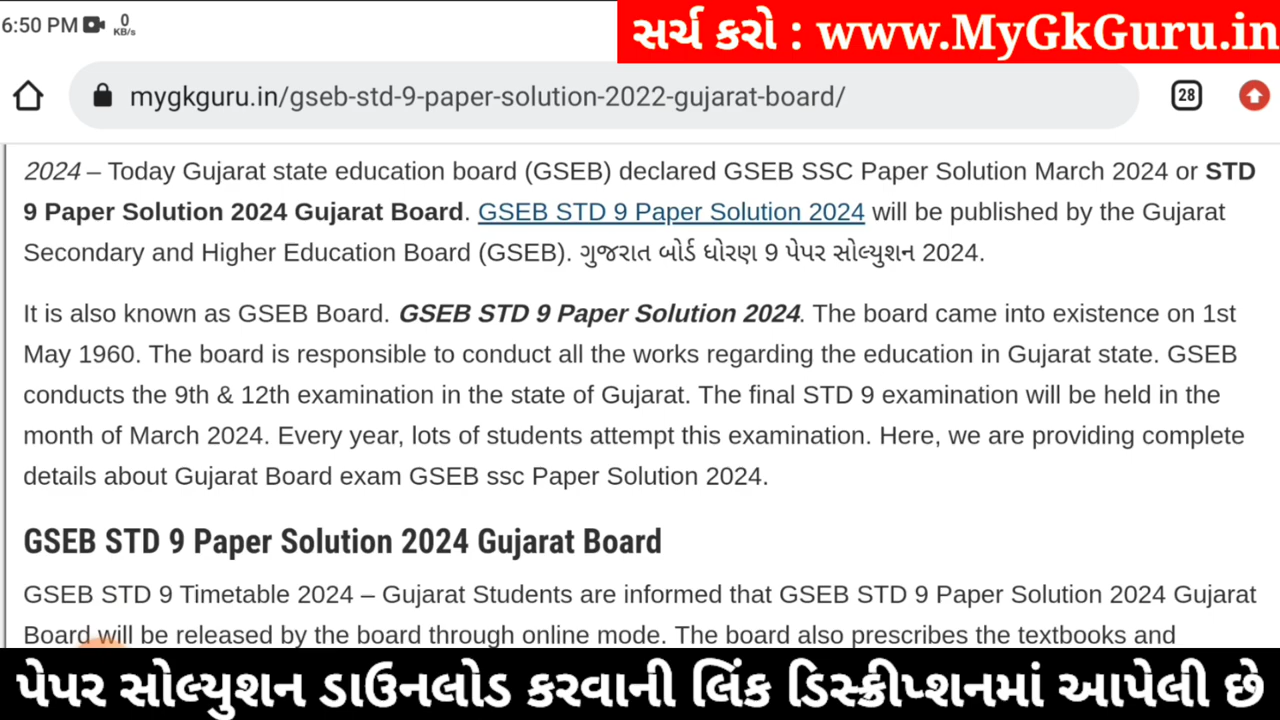 6:50 PM 0 KB/s
સર્ચ કરો : www.MyGkGuru.in
mygkguru.in/gseb-std-9-paper-solution-2022-gujarat-board/
28
2024 – Today Gujarat state education board (GSEB) declared GSEB SSC Paper Solution March 2024 or STD
9 Paper Solution 2024 Gujarat Board. GSEB STD 9 Paper Solution 2024 will be published by the Gujarat
Secondary and Higher Education Board (GSEB). ગુજરાત બોર્ડ ધોરણ 9 પેપર સોલ્યુશન 2024.
It is also known as GSEB Board. GSEB STD 9 Paper Solution 2024. The board came into existence on 1st
May 1960. The board is responsible to conduct all the works regarding the education in Gujarat state. GSEB
conducts the 9th & 12th examination in the state of Gujarat. The final STD 9 examination will be held in the
month of March 2024. Every year, lots of students attempt this examination. Here, we are providing complete
details about Gujarat Board exam GSEB ssc Paper Solution 2024.
GSEB STD 9 Paper Solution 2024 Gujarat Board
GSEB STD 9 Timetable 2024 – Gujarat Students are informed that GSEB STD 9 Paper Solution 2024 Gujarat
Board will be released by the board through online mode. The board also prescribes the textbooks and
પેપર સોલ્યુશન ડાઉનલોડ કરવાની લિંક ડિસ્ક્રીપ્શનમાં આપેલી છે